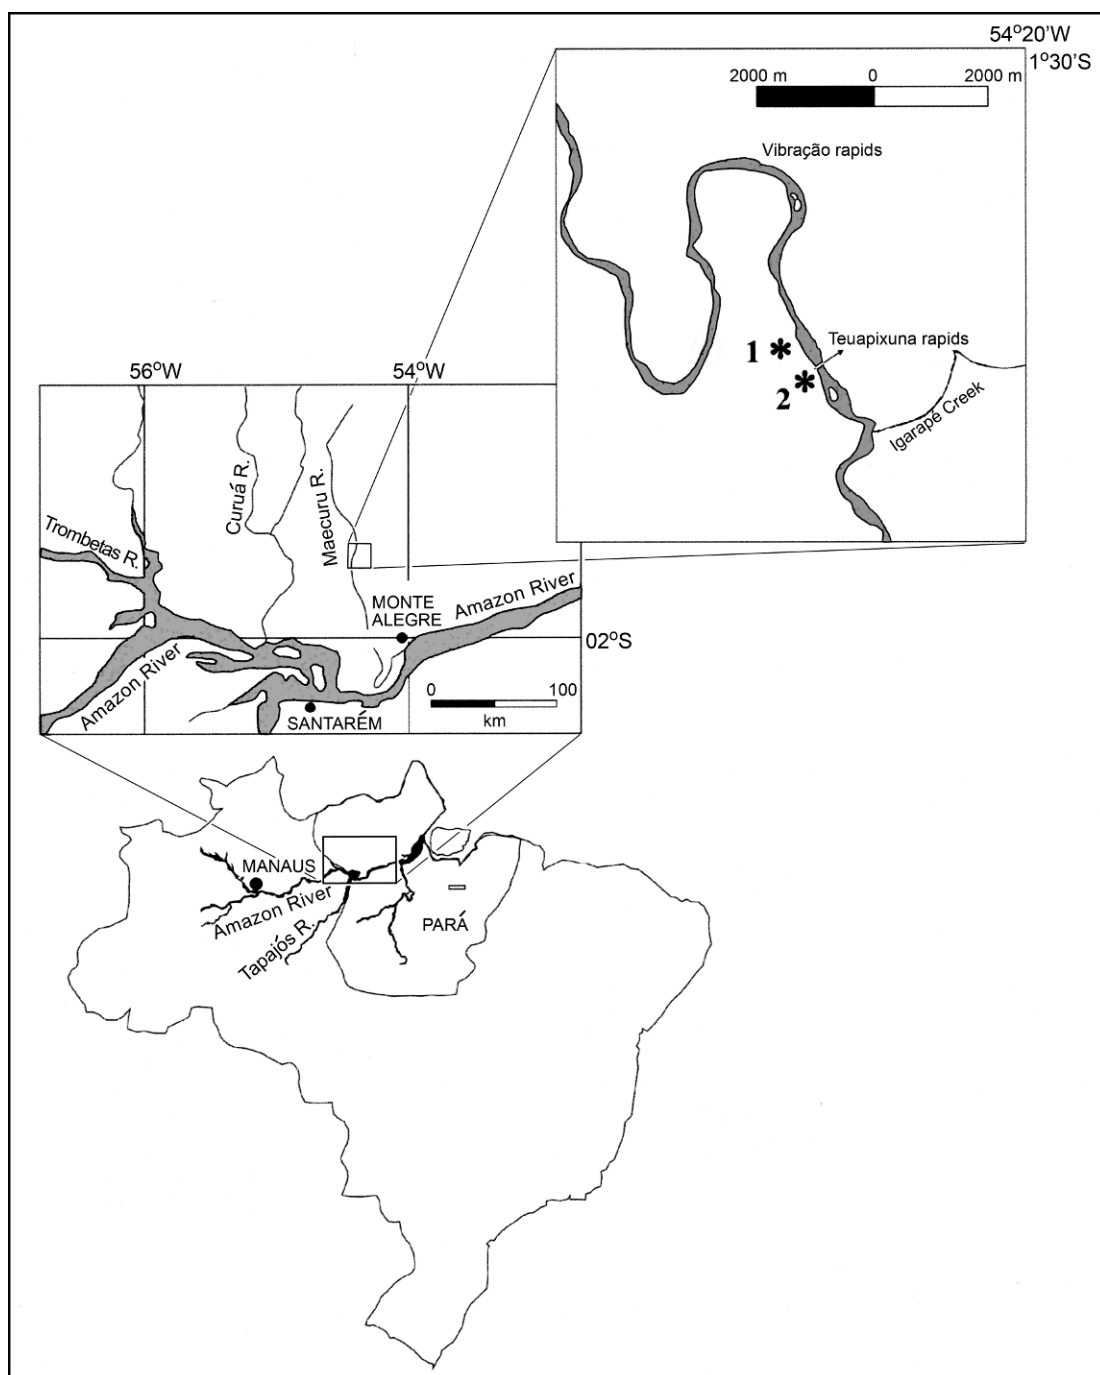 54°20'W
1°30'S
2000 m 0 2000 m
Vibração rapids
Teuapixuna rapids
1 *
2 *
Igarapé Creek
56°W
54°W
Curuá R.
Maecuru R.
Trombetas R.
MONTE
ALEGRE
Amazon River
02°S
Amazon River
0 100
km
SANTARÉM
MANAUS
Amazon River
Tapajós R.
PARÁ